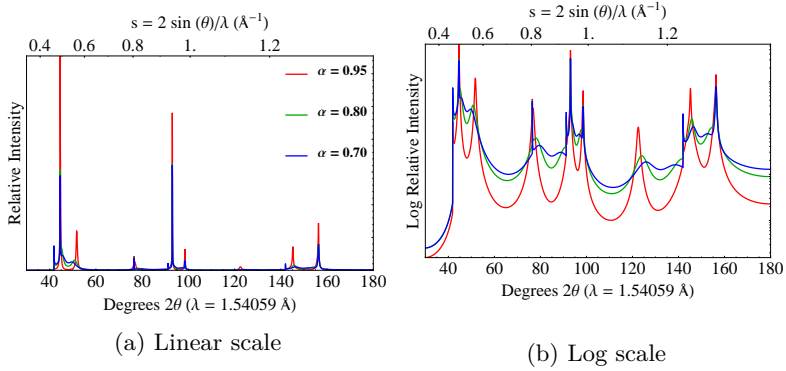 s = 2 sin (θ)/λ (Å⁻¹)
0.4 0.6 0.8 1. 1.2
Relative Intensity
α = 0.95
α = 0.80
α = 0.70
40 60 80 100 120 140 160 180
Degrees 2θ (λ = 1.54059 Å)
(a) Linear scale
s = 2 sin (θ)/λ (Å⁻¹)
0.4 0.6 0.8 1. 1.2
Log Relative Intensity
40 60 80 100 120 140 160 180
Degrees 2θ (λ = 1.54059 Å)
(b) Log scale